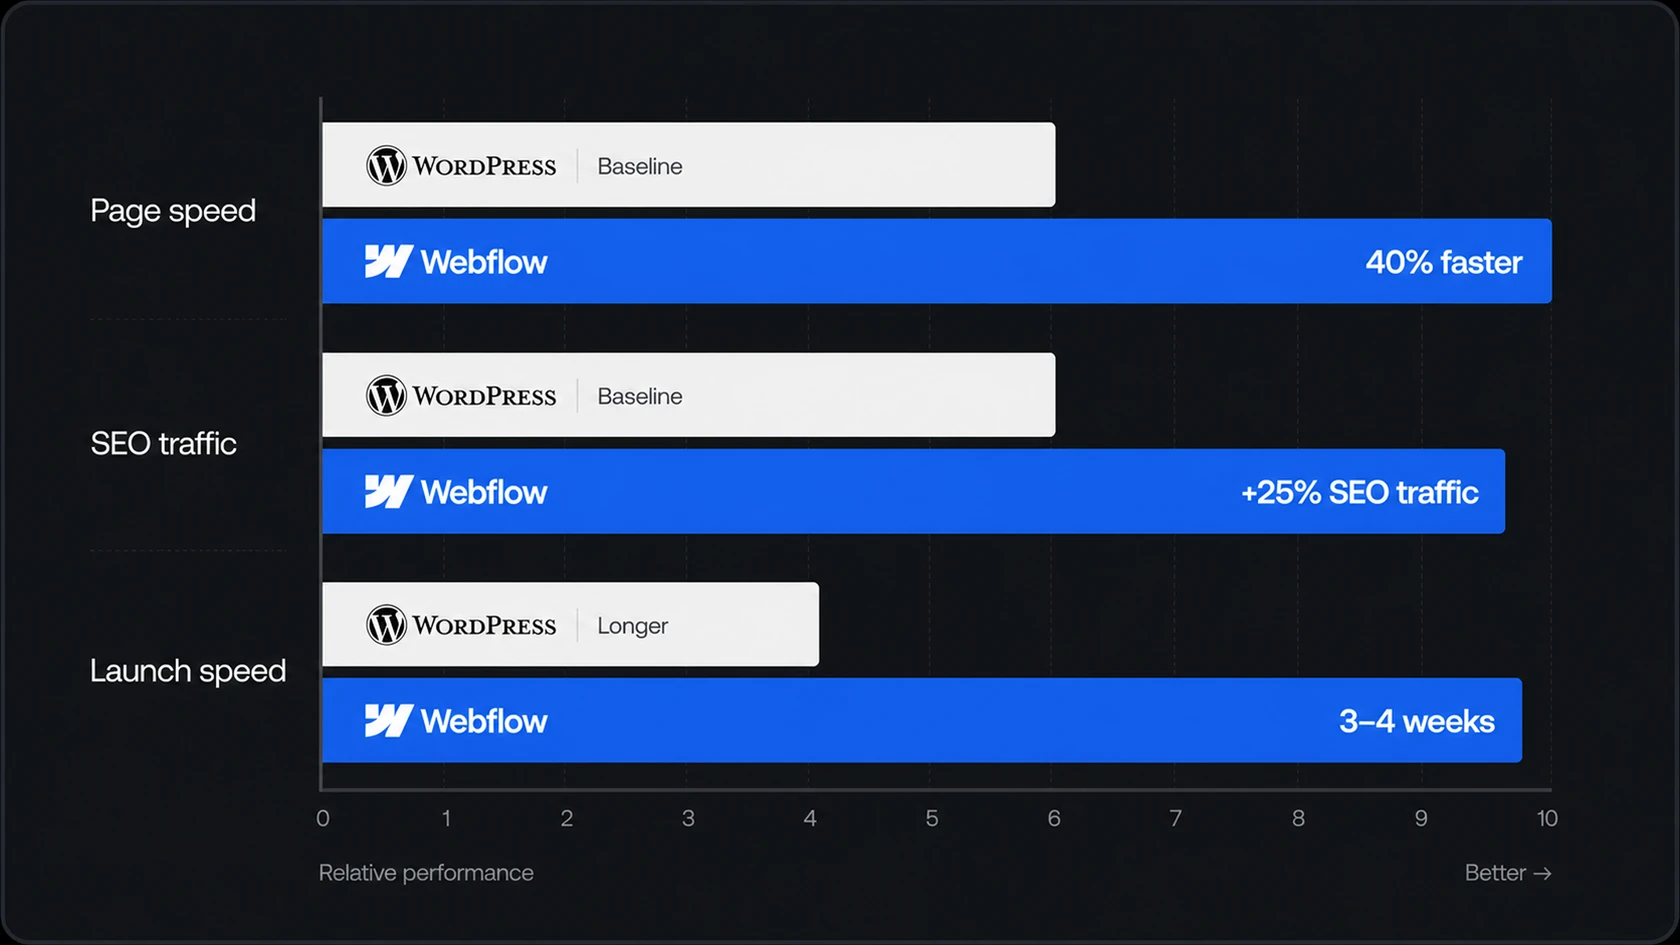 Page speed
WORDPRESS
Baseline
Webflow
40% faster
SEO traffic
WORDPRESS
Baseline
Webflow
+25% SEO traffic
Launch speed
WORDPRESS
Longer
Webflow
3–4 weeks
0 1 2 3 4 5 6 7 8 9 10
Relative performance
Better →